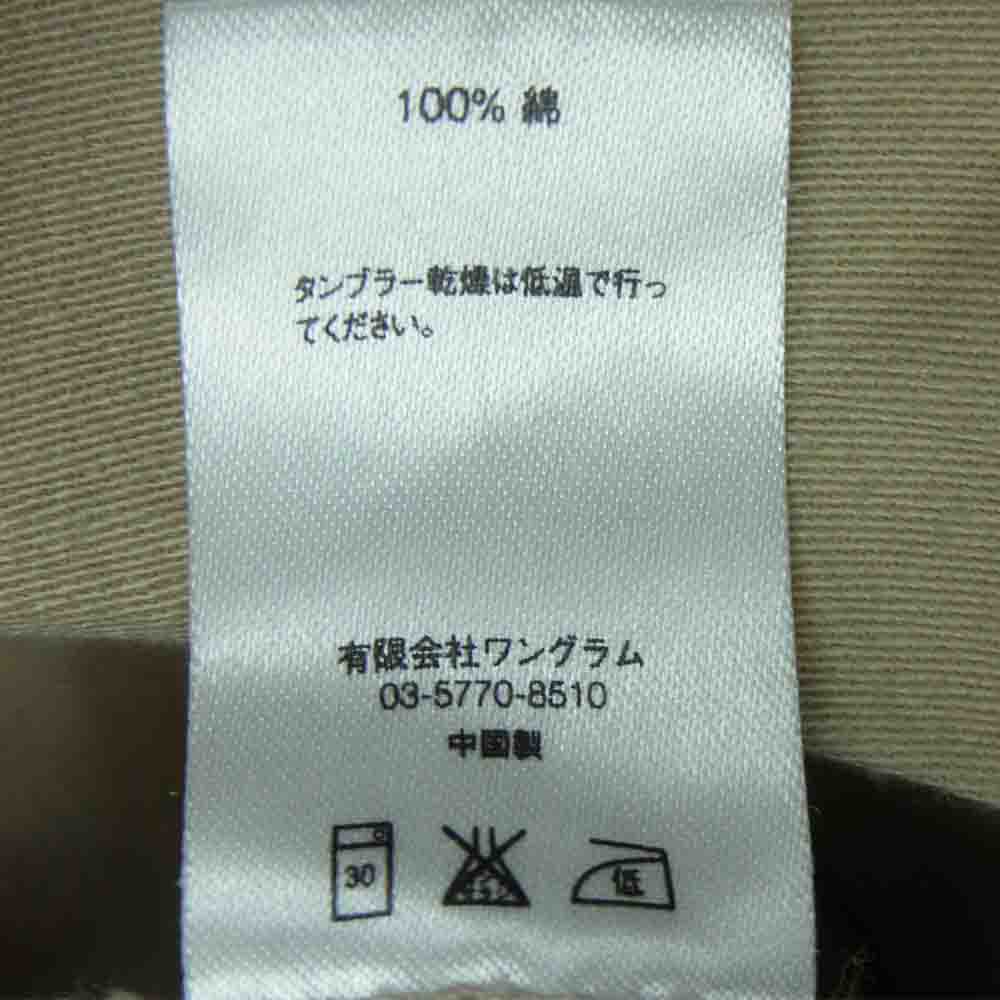 100% 綿
タンブラー乾燥は低温で行っ
てください。
有限会社ワングラム
03-5770-8510
中国製
30
低